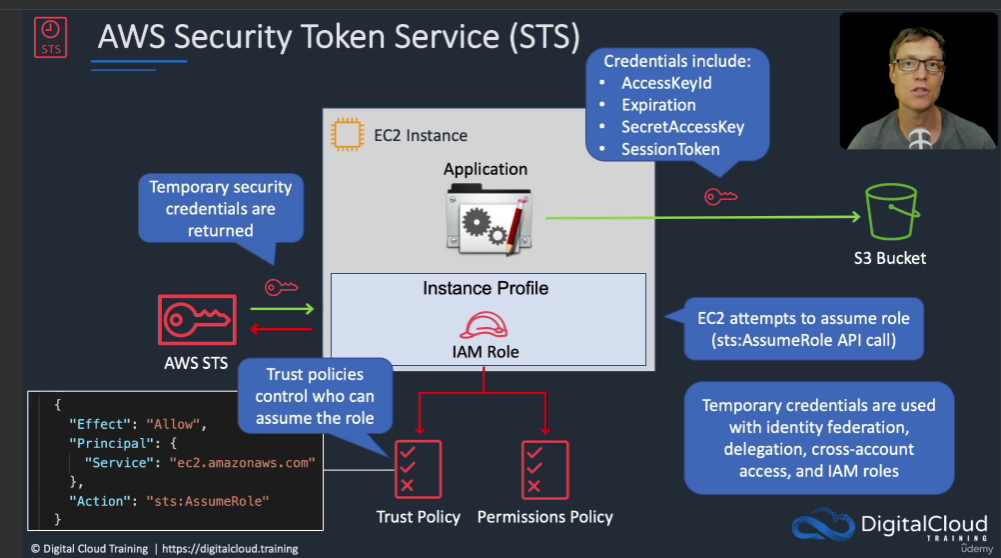 STS
AWS Security Token Service (STS)
Credentials include:
• AccessKeyId
• Expiration
• SecretAccessKey
• SessionToken
EC2 Instance
Application
Temporary security
credentials are
returned
S3 Bucket
Instance Profile
IAM Role
EC2 attempts to assume role
(sts:AssumeRole API call)
AWS STS
Trust policies
control who can
assume the role
{
"Effect": "Allow",
"Principal": {
"Service": "ec2.amazonaws.com"
},
"Action": "sts:AssumeRole"
}
Temporary credentials are used
with identity federation,
delegation, cross-account
access, and IAM roles
Trust Policy
Permissions Policy
© Digital Cloud Training | https://digitalcloud.training
DigitalCloud
TRAINING
ûdemy